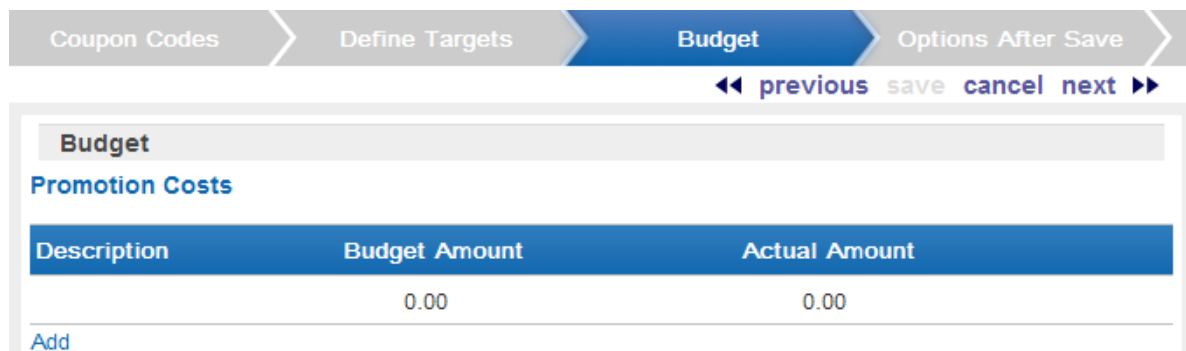 Coupon Codes Define Targets Budget Options After Save
previous save cancel next
Budget
Promotion Costs
Description Budget Amount Actual Amount
0.00 0.00
Add